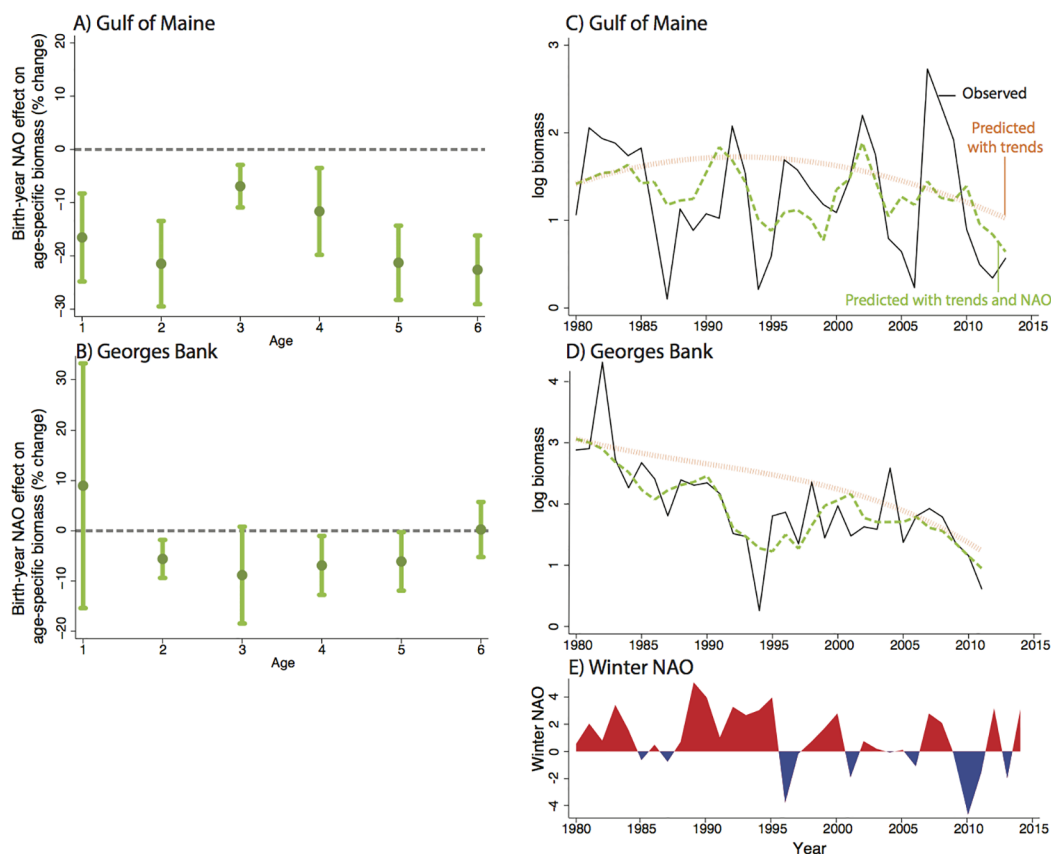 A) Gulf of Maine
Birth-year NAO effect on
age-specific biomass (% change)
20
10
0
-10
-20
-30
1 2 3 4 5 6
Age
B) Georges Bank
Birth-year NAO effect on
age-specific biomass (% change)
30
20
10
0
-10
-20
1 2 3 4 5 6
Age
C) Gulf of Maine
log biomass
3
2
1
0
Observed
Predicted
with trends
Predicted with trends and NAO
1980 1985 1990 1995 2000 2005 2010 2015
D) Georges Bank
log biomass
4
3
2
1
0
1980 1985 1990 1995 2000 2005 2010 2015
E) Winter NAO
Winter NAO
4
2
0
-2
-4
1980 1985 1990 1995 2000 2005 2010 2015
Year